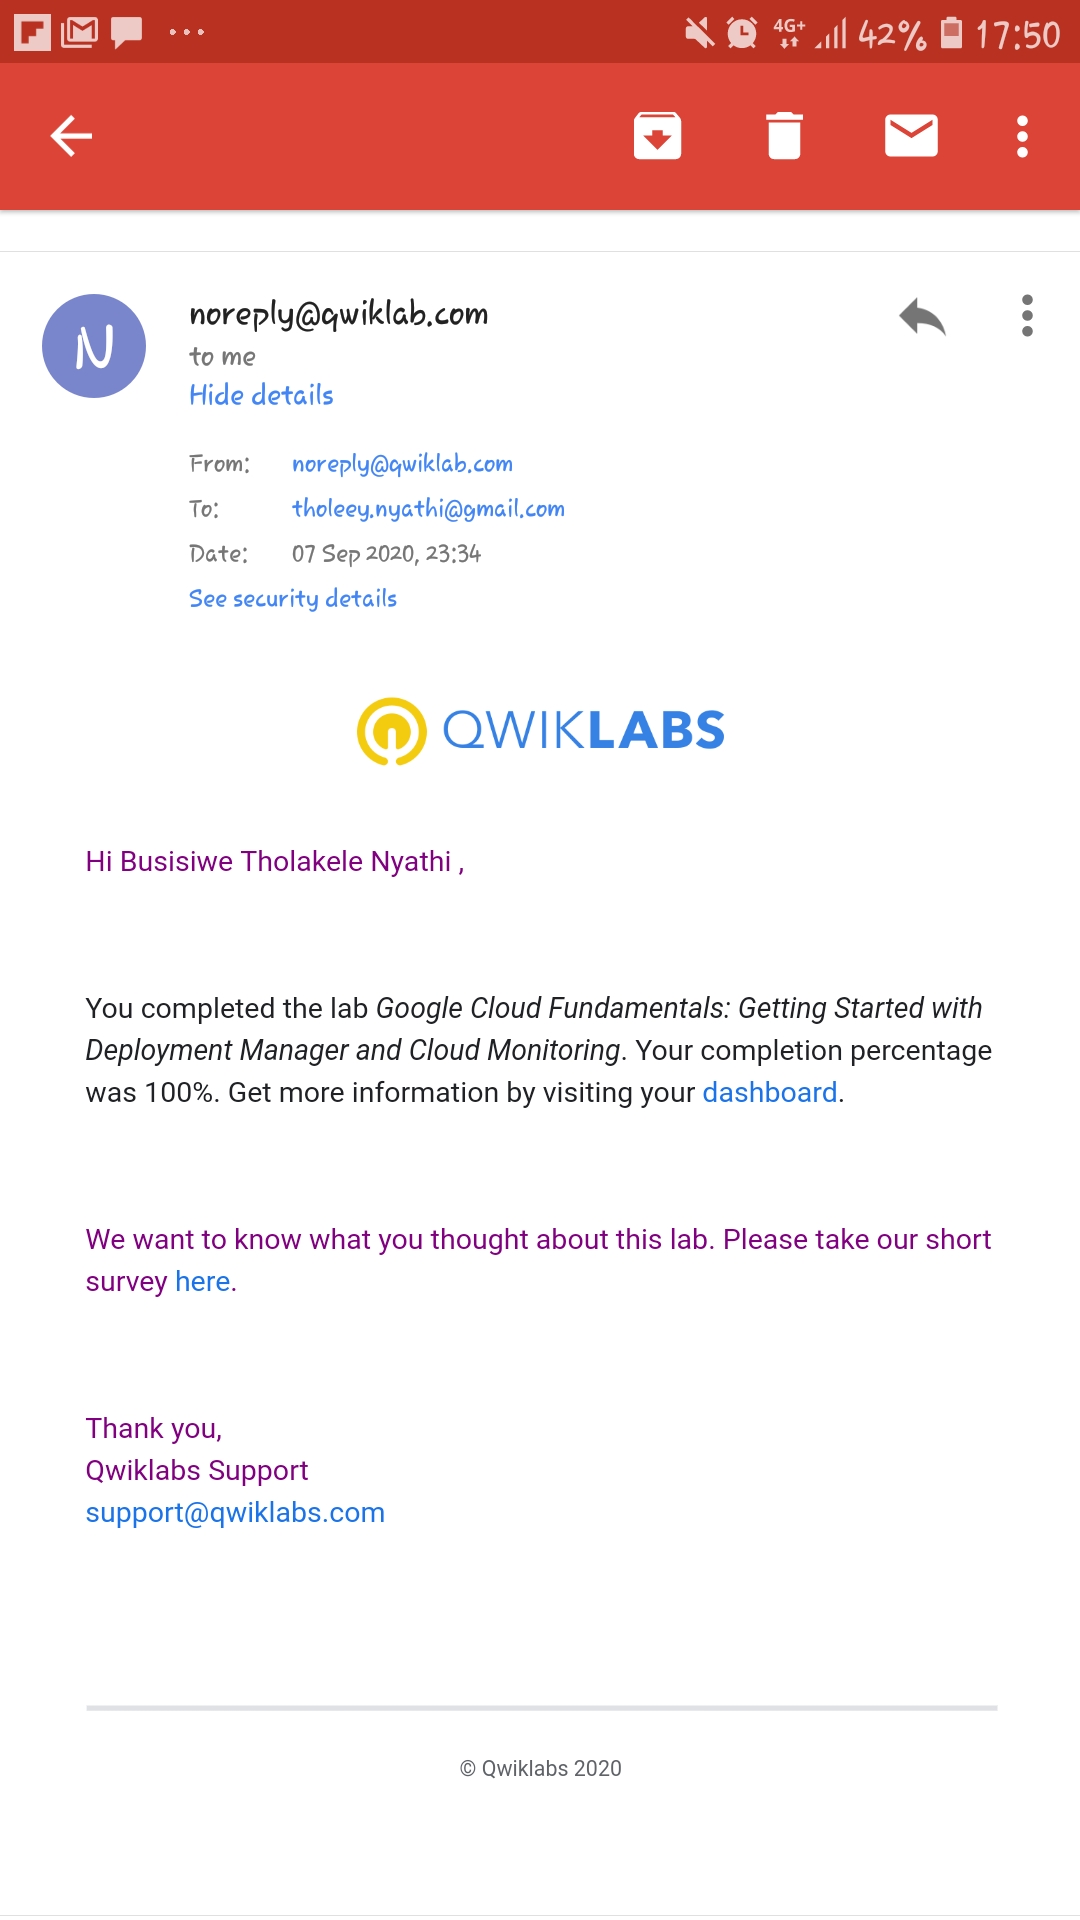 42% 17:50
4G+
N
noreply@qwiklab.com
to me
Hide details
From: noreply@qwiklab.com
To: tholeey.nyathi@gmail.com
Date: 07 Sep 2020, 23:34
See security details
QWIKLABS
Hi Busisiwe Tholakele Nyathi ,
You completed the lab Google Cloud Fundamentals: Getting Started with
Deployment Manager and Cloud Monitoring. Your completion percentage
was 100%. Get more information by visiting your dashboard.
We want to know what you thought about this lab. Please take our short
survey here.
Thank you,
Qwiklabs Support
support@qwiklabs.com
© Qwiklabs 2020